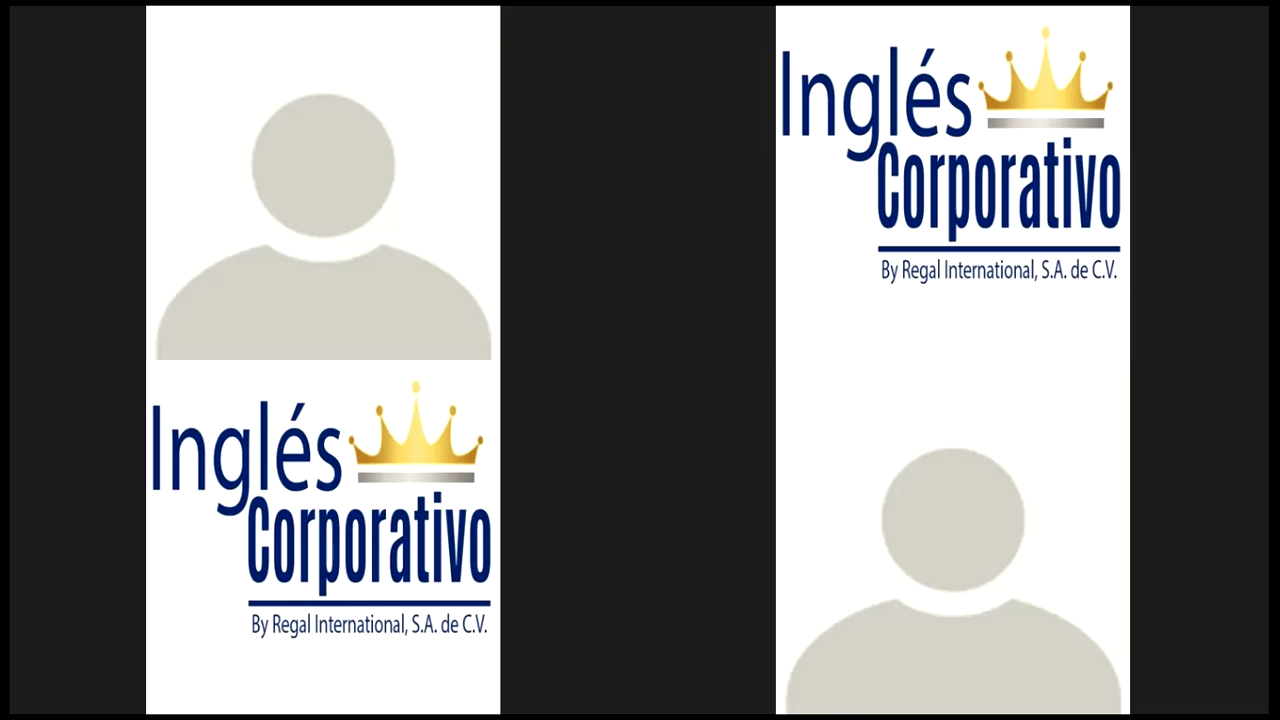 Inglés
Corporativo
By Regal International, S.A. de C.V.
Inglés
Corporativo
By Regal International, S.A. de C.V.